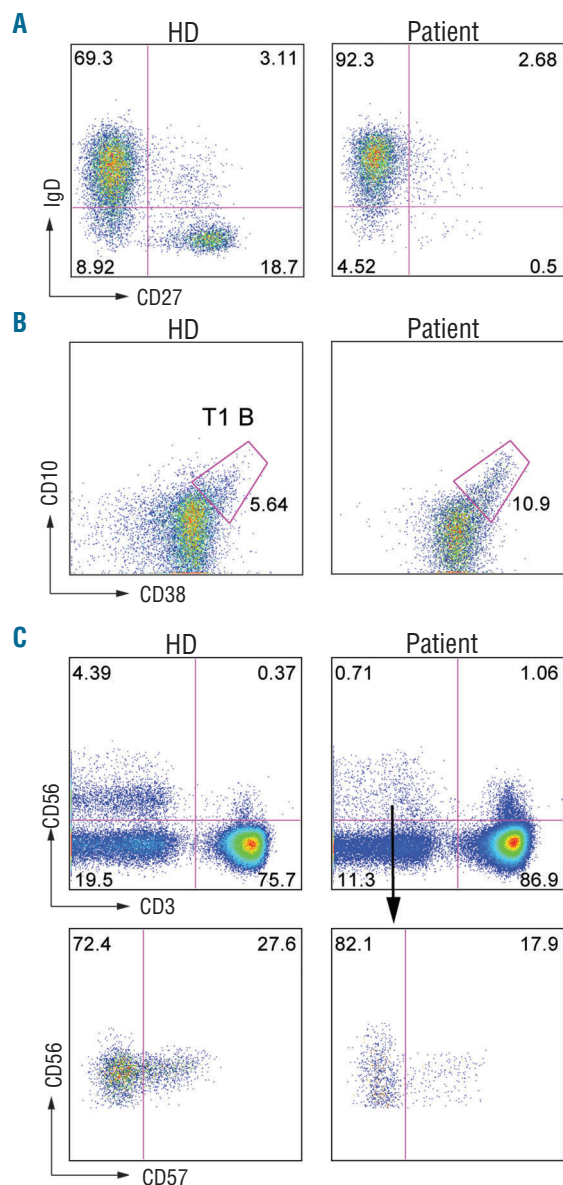 A
HD
Patient
69.3 3.11
92.3 2.68
IgD
8.92 18.7
4.52 0.5
CD27
B
HD
Patient
T1 B
CD10
5.64
10.9
CD38
C
HD
Patient
4.39 0.37
0.71 1.06
CD56
19.5 75.7
11.3 86.9
CD3
72.4 27.6
82.1 17.9
CD56
CD57